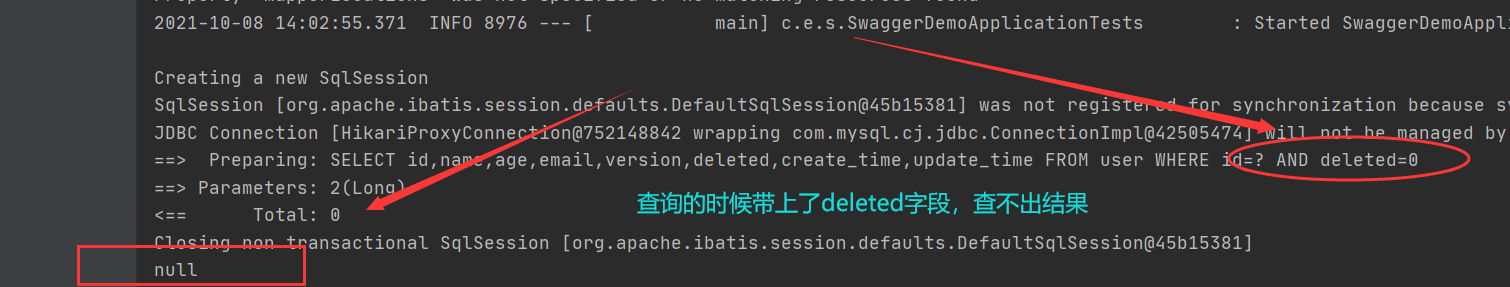 2021-10-08 14:02:55.371  INFO 8976 --- [           main] c.e.s.SwaggerDemoApplicationTests        : Started SwaggerDemoAppli
Creating a new SqlSession
SqlSession [org.apache.ibatis.session.defaults.DefaultSqlSession@45b15381] was not registered for synchronization because sy
JDBC Connection [HikariProxyConnection@752148842 wrapping com.mysql.cj.jdbc.ConnectionImpl@42505474] will not be managed by
==>  Preparing: SELECT id,name,age,email,version,deleted,create_time,update_time FROM user WHERE id=? AND deleted=0
==> Parameters: 2(Long)
查询的时候带上了deleted字段，查不出结果
<==      Total: 0
Closing non transactional SqlSession [org.apache.ibatis.session.defaults.DefaultSqlSession@45b15381]
null